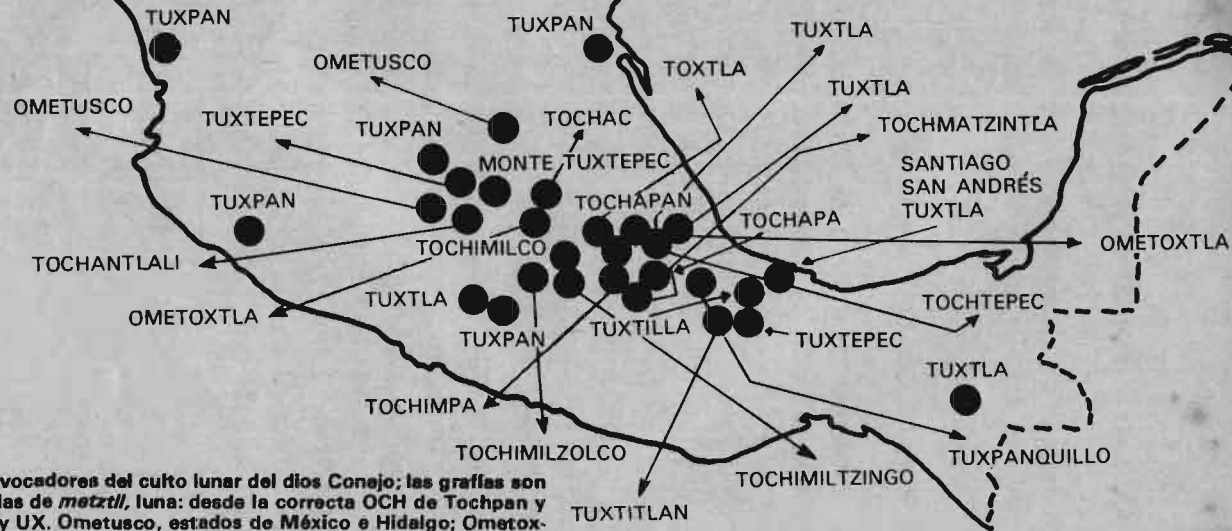 TUXPAN
TUXPAN
TUXTLA
OMETUSCO
TOXTLA
TUXTLA
OMETUSCO
TUXTEPEC
TUXPAN
TOCHAC
TOCHMATZINTLA
MONTE TUXTEPEC
SANTIAGO
SAN ANDRÉS
TUXTLA
TUXPAN
TOCHAPAN
TOCHAPA
TOCHIMILCO
OMETOXTLA
TOCHANTLALI
TUXTLA
TOCHTEPEC
OMETOXTLA
TUXPAN
TUXTILLA
TUXTEPEC
TUXTLA
TOCHIMPA
TOCHIMILZOLCO
TUXPANQUILLO
TOCHIMILTZINGO
vocadores del culto lunar del dios Conejo; las grafías son
las de metztli, luna: desde la correcta OCH de Tochpan y
y UX. Ometusco, estados de México e Hidalgo; Ometox-
TUXTITLAN